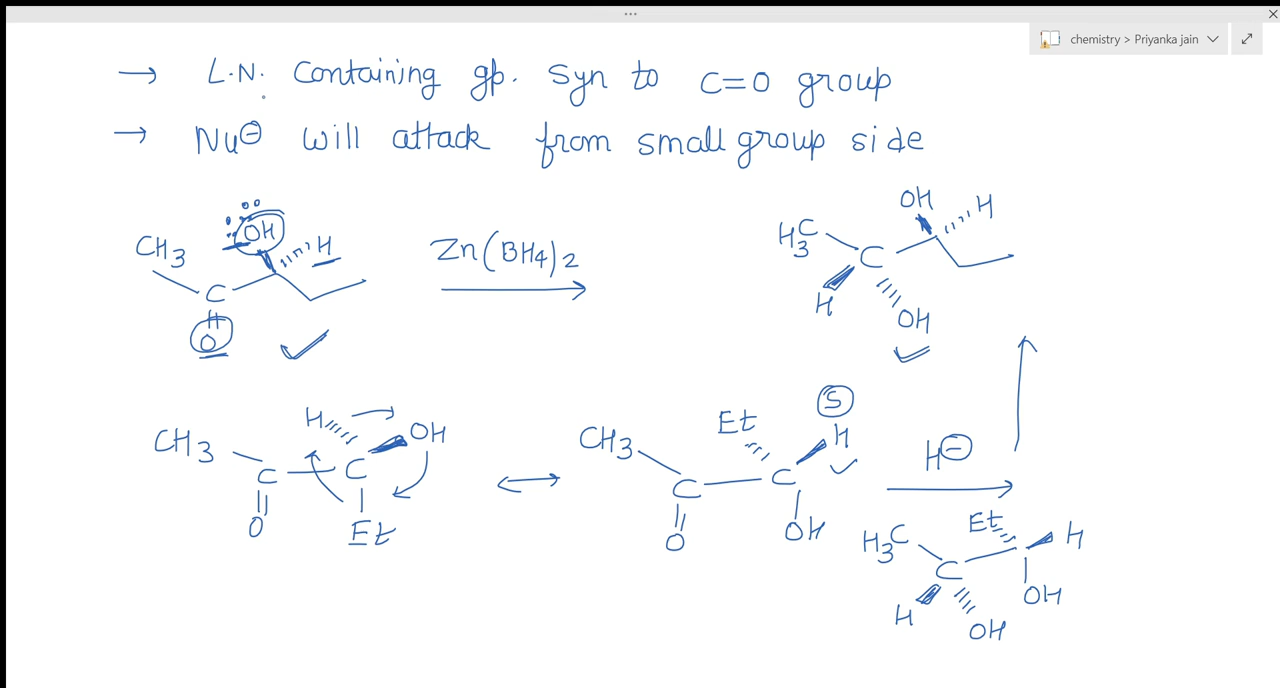 chemistry > Priyanka jain
→ L.N. Containing gp. Syn to C=O group
→ Nu⊖ will attack from small group side
CH3 OH H C O
Zn(BH4)2
H3C C OH H H OH
CH3 C O H C OH Et
CH3 C O Et C S H OH
H⊖
H3C C H OH Et H OH